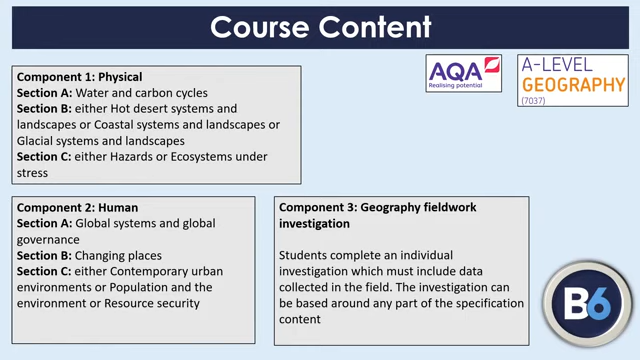 Course Content
AQA
Realising potential
A-LEVEL
GEOGRAPHY
(7037)
Component 1: Physical
Section A: Water and carbon cycles
Section B: either Hot desert systems and
landscapes or Coastal systems and landscapes or
Glacial systems and landscapes
Section C: either Hazards or Ecosystems under
stress
Component 2: Human
Section A: Global systems and global
governance
Section B: Changing places
Section C: either Contemporary urban
environments or Population and the
environment or Resource security
Component 3: Geography fieldwork
investigation
Students complete an individual
investigation which must include data
collected in the field. The investigation can
be based around any part of the specification
content
B6